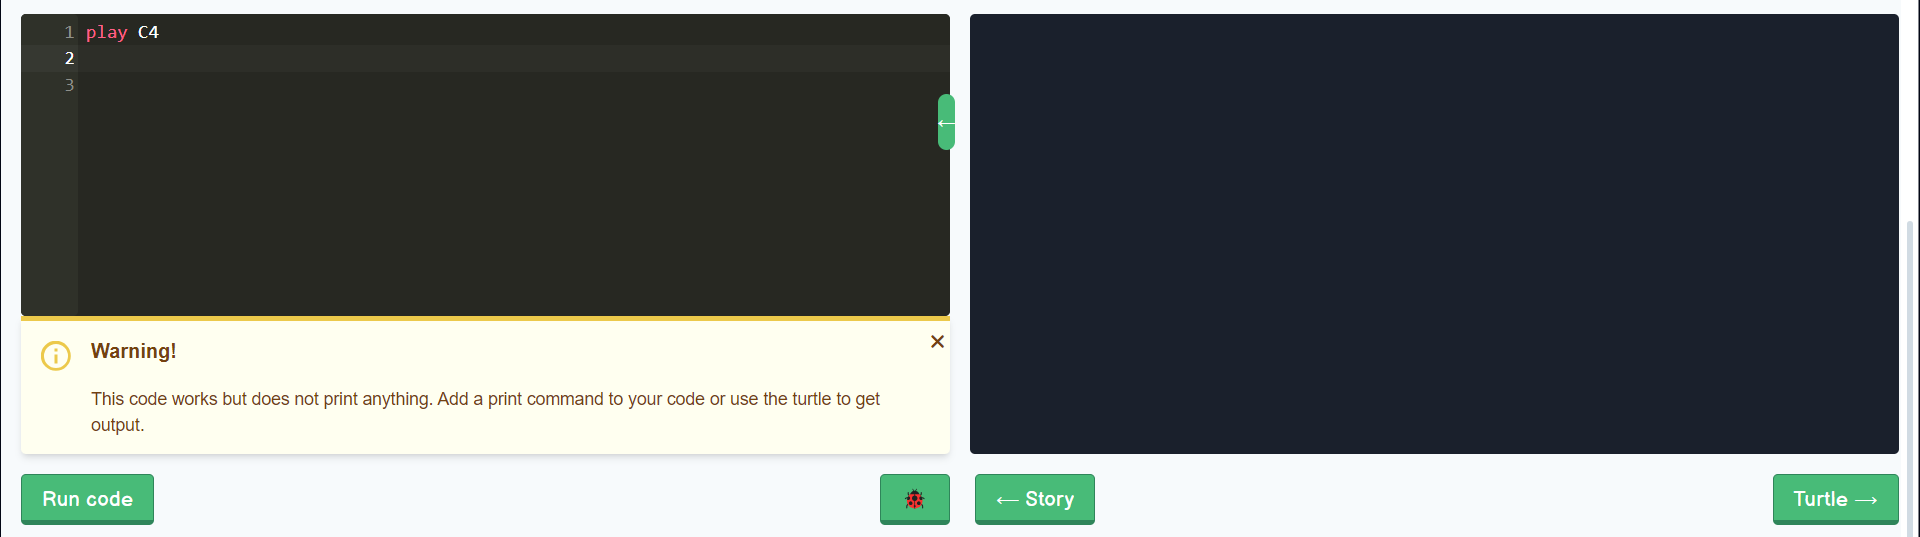 1 play C4
2
3
←
Warning!
This code works but does not print anything. Add a print command to your code or use the turtle to get
output.
Run code
← Story
Turtle →